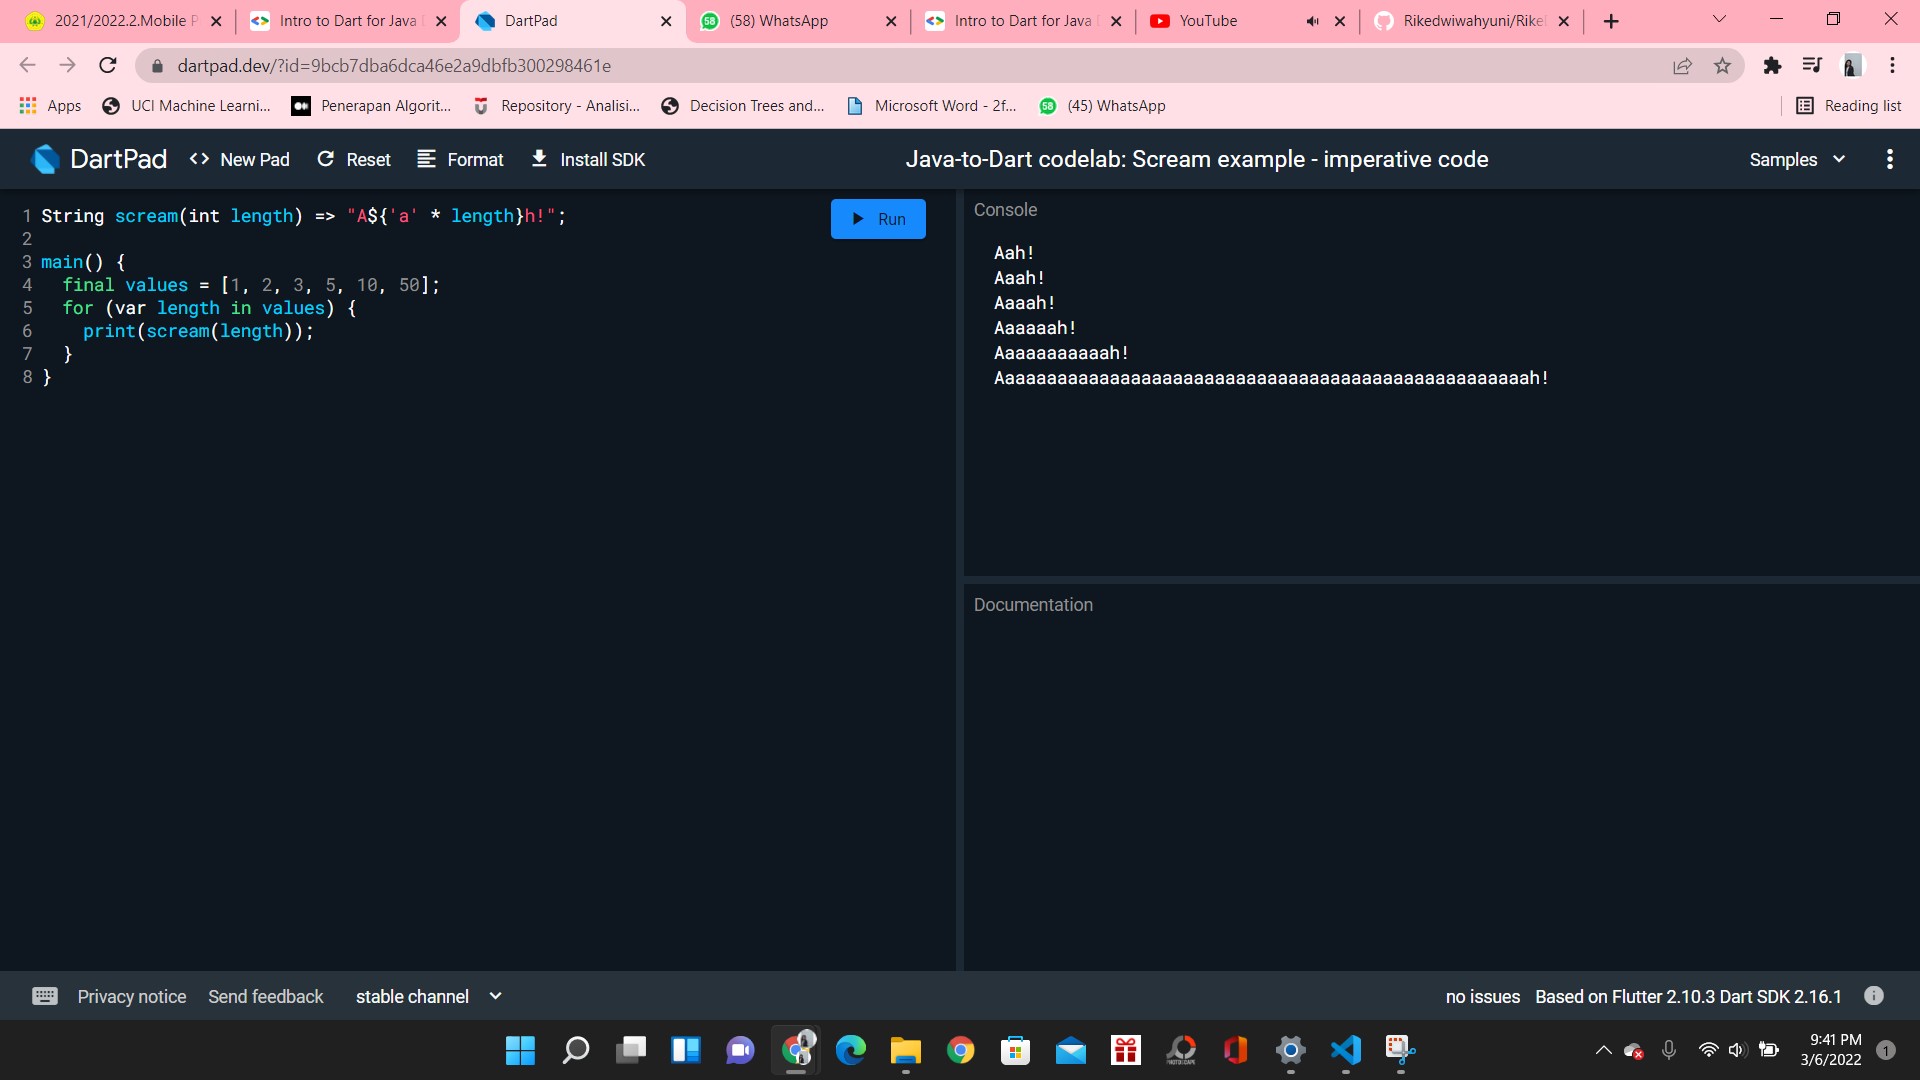 2021/2022.2.Mobile P
Intro to Dart for Java
DartPad
(58) WhatsApp
Intro to Dart for Java
YouTube
Rikedwiwahyuni/Rike
dartpad.dev/?id=9bcb7dba6dca46e2a9dbfb300298461e
Apps
UCI Machine Learni...
Penerapan Algorit...
Repository - Analisi...
Decision Trees and...
Microsoft Word - 2f...
(45) WhatsApp
Reading list
DartPad
New Pad
Reset
Format
Install SDK
Java-to-Dart codelab: Scream example - imperative code
Samples
1 String scream(int length) => "A${'a' * length}h!";
2
3 main() {
4   final values = [1, 2, 3, 5, 10, 50];
5   for (var length in values) {
6     print(scream(length));
7   }
8 }
Run
Console
Aah!
Aaah!
Aaaah!
Aaaaaah!
Aaaaaaaaaaah!
Aaaaaaaaaaaaaaaaaaaaaaaaaaaaaaaaaaaaaaaaaaaaaaaaaaah!
Documentation
Privacy notice
Send feedback
stable channel
no issues
Based on Flutter 2.10.3 Dart SDK 2.16.1
9:41 PM
3/6/2022
1